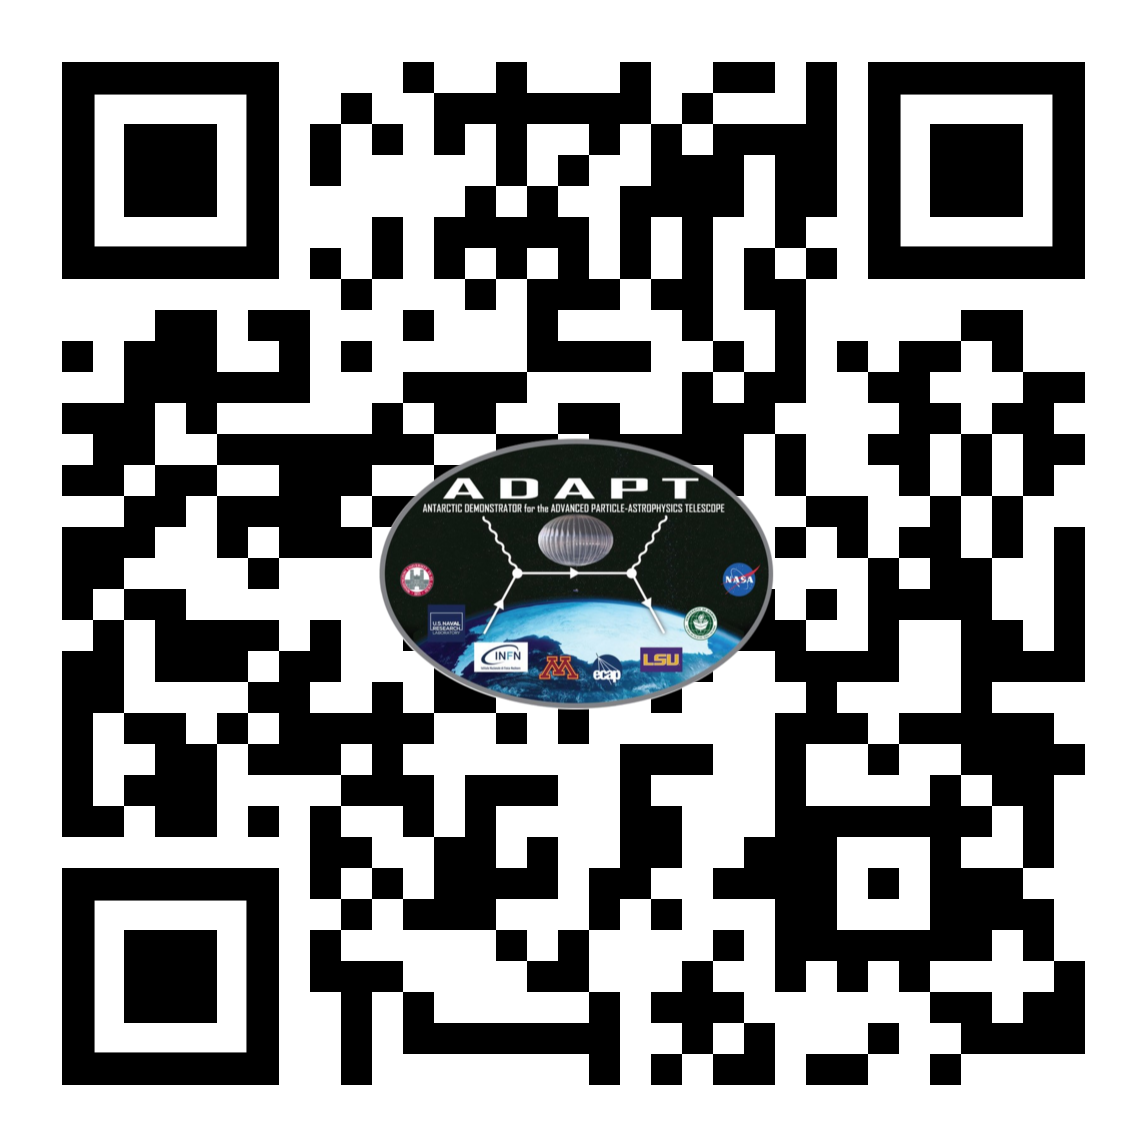 ADAPT
ANTARCTIC DEMONSTRATOR for the ADVANCED PARTICLE-ASTROPHYSICS TELESCOPE
NASA
U.S. NAVAL
RESEARCH
LABORATORY
INFN
M
ecap
LSU